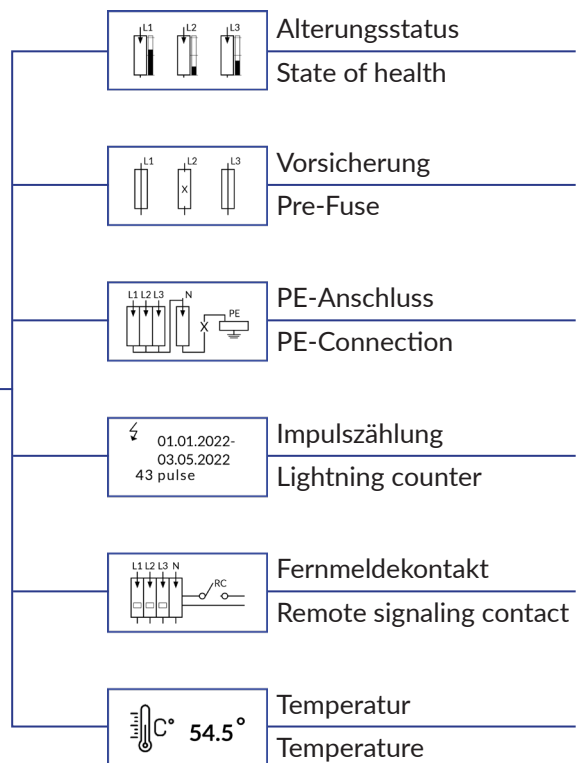 L1 L2 L3
Alterungsstatus
State of health
L1 L2 L3
X
Vorsicherung
Pre-Fuse
L1 L2 L3 N
X
PE
PE-Anschluss
PE-Connection
01.01.2022-
03.05.2022
43 pulse
Impulszählung
Lightning counter
L1 L2 L3 N
RC
Fernmeldekontakt
Remote signaling contact
C° 54.5°
Temperatur
Temperature